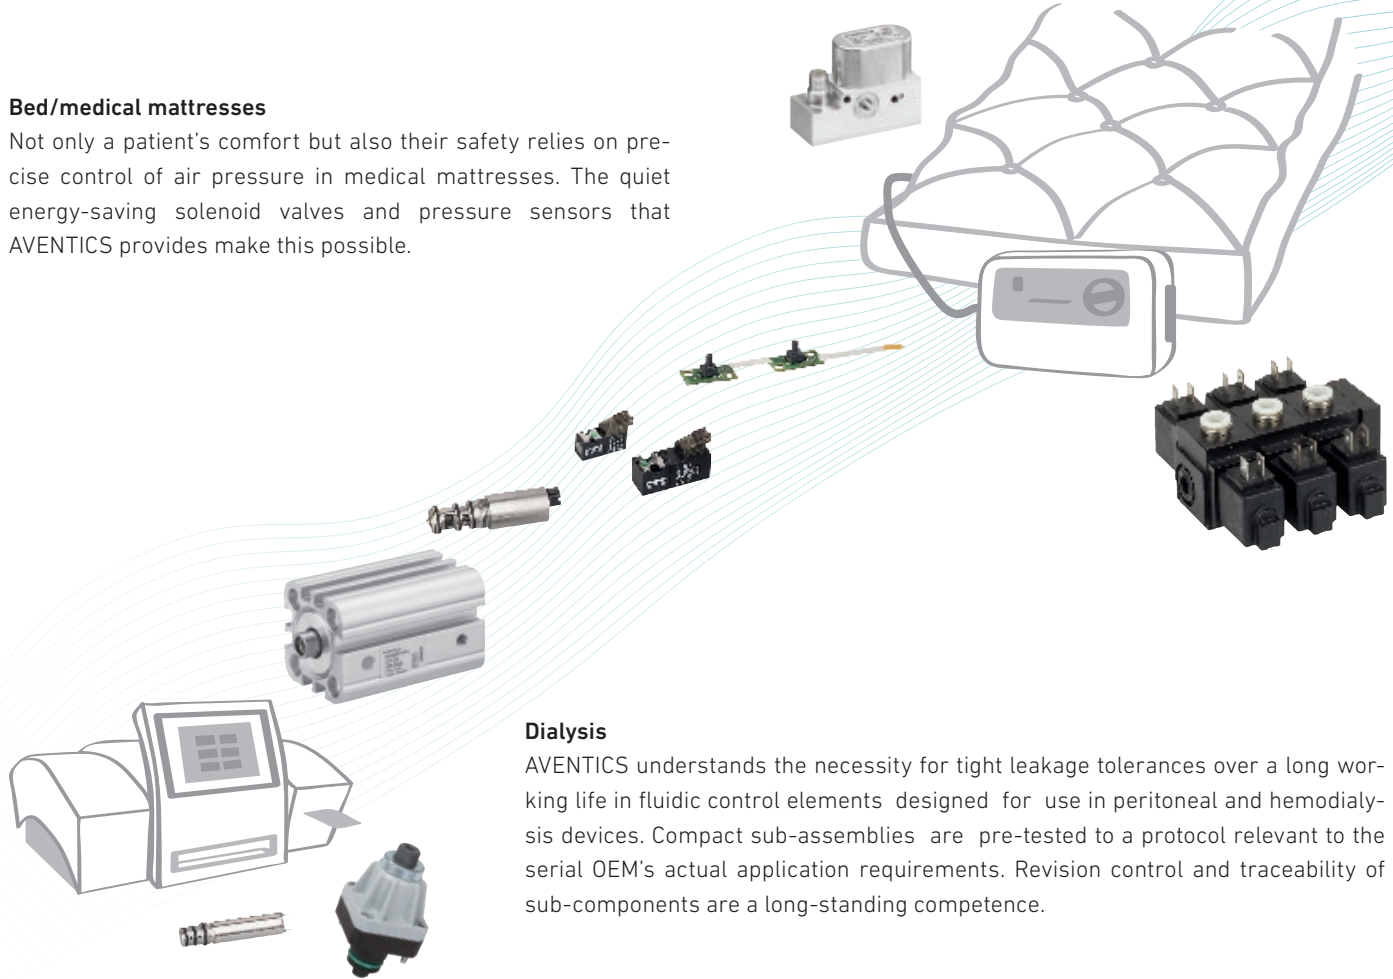 Bed/medical mattresses
Not only a patient’s comfort but also their safety relies on pre-
cise control of air pressure in medical mattresses. The quiet
energy-saving solenoid valves and pressure sensors that
AVENTICS provides make this possible.
Dialysis
AVENTICS understands the necessity for tight leakage tolerances over a long wor-
king life in fluidic control elements designed for use in peritoneal and hemodialy-
sis devices. Compact sub-assemblies are pre-tested to a protocol relevant to the
serial OEM’s actual application requirements. Revision control and traceability of
sub-components are a long-standing competence.